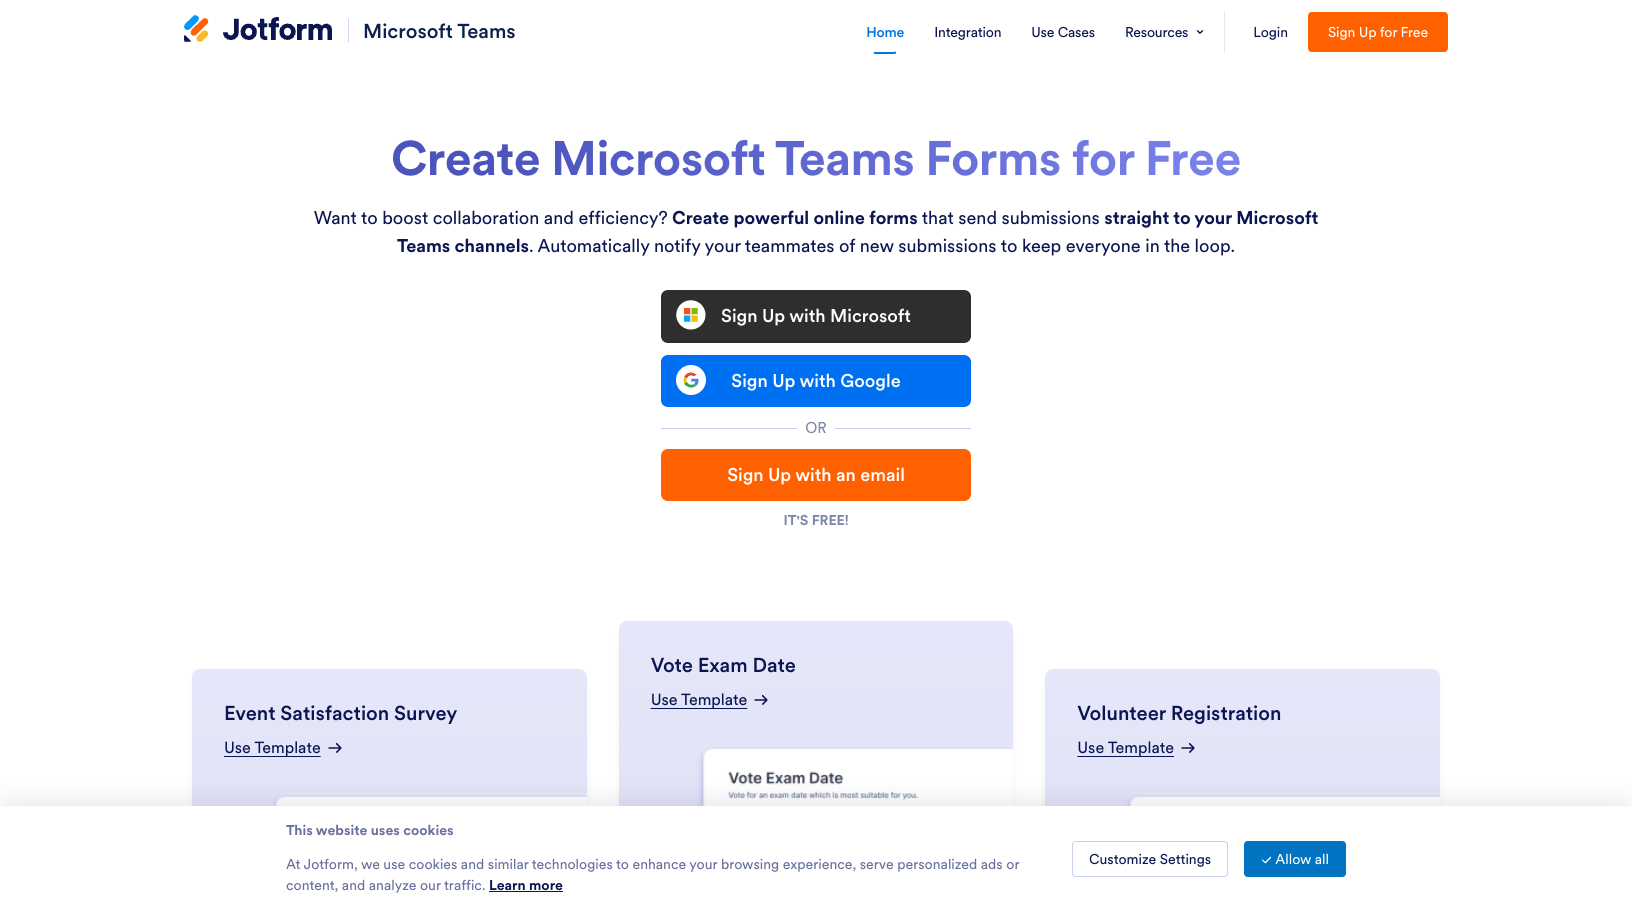 Jotform
Microsoft Teams
Home
Integration
Use Cases
Resources
Login
Sign Up for Free
Create Microsoft Teams Forms for Free
Want to boost collaboration and efficiency? Create powerful online forms that send submissions straight to your Microsoft
Teams channels. Automatically notify your teammates of new submissions to keep everyone in the loop.
Sign Up with Microsoft
Sign Up with Google
OR
Sign Up with an email
IT'S FREE!
Event Satisfaction Survey
Use Template
Vote Exam Date
Use Template
Vote Exam Date
Vote for an exam date which is most suitable for you.
Volunteer Registration
Use Template
This website uses cookies
At Jotform, we use cookies and similar technologies to enhance your browsing experience, serve personalized ads or
content, and analyze our traffic. Learn more
Customize Settings
Allow all